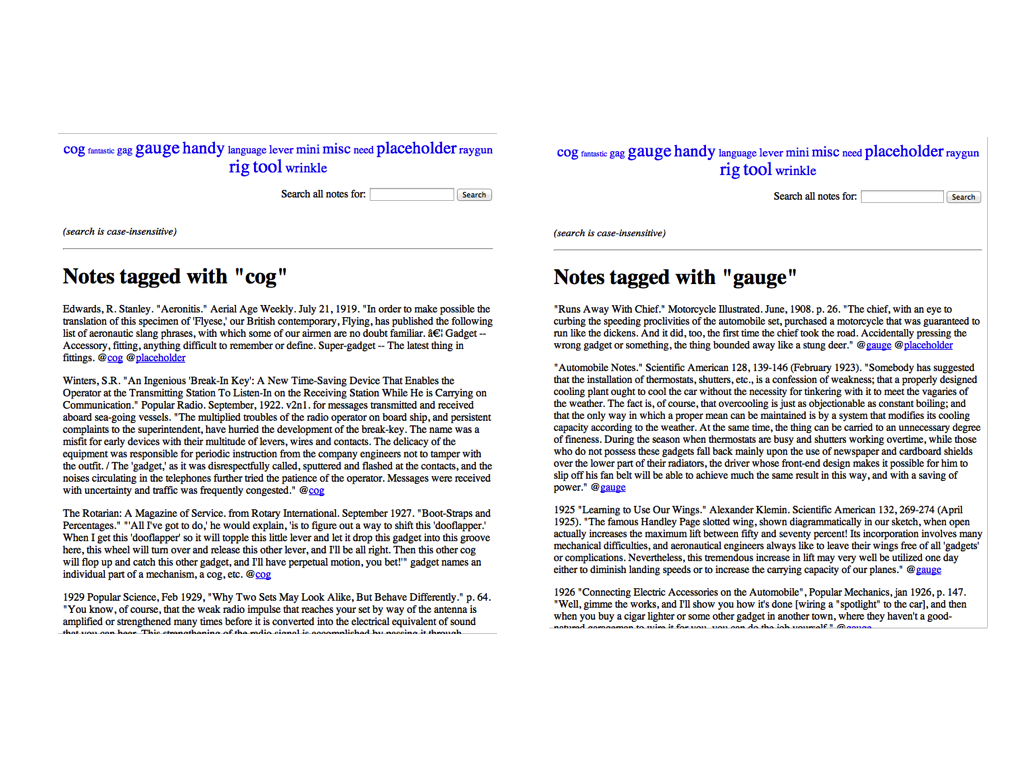 cog fantastic gag gauge handy language lever mini misc need placeholder raygun
rig tool wrinkle
Search all notes for: Search
(search is case-insensitive)
Notes tagged with "cog"
Edwards, R. Stanley. "Aeronitis." Aerial Age Weekly. July 21, 1919. "In order to make possible the
translation of this specimen of 'Flyese,' our British contemporary, Flying, has published the following
list of aeronautic slang phrases, with which some of our airmen are no doubt familiar. â€¦ Gadget --
Accessory, fitting, anything difficult to remember or define. Super-gadget -- The latest thing in
fittings. @cog @placeholder
Winters, S.R. "An Ingenious 'Break-In Key': A New Time-Saving Device That Enables the
Operator at the Transmitting Station To Listen-In on the Receiving Station While He is Carrying on
Communication." Popular Radio. September, 1922. v2n1. for messages transmitted and received
aboard sea-going vessels. "The multiplied troubles of the radio operator on board ship, and persistent
complaints to the superintendent, have hurried the development of the break-key. The name was a
misfit for early devices with their multitude of levers, wires and contacts. The delicacy of the
equipment was responsible for periodic instruction from the company engineers not to tamper with
the outfit. / The 'gadget,' as it was disrespectfully called, sputtered and flashed at the contacts, and the
noises circulating in the telephones further tried the patience of the operator. Messages were received
with uncertainty and traffic was frequently congested." @cog
The Rotarian: A Magazine of Service. from Rotary International. September 1927. "Boot-Straps and
Percentages." "'All I've got to do,' he would explain, 'is to figure out a way to shift this 'dooflapper.'
When I get this 'dooflapper' so it will topple this little lever and let it drop this gadget into this groove
here, this wheel will turn over and release this other lever, and I'll be all right. Then this other cog
will flop up and catch this other gadget, and I'll have perpetual motion, you bet!'" gadget names an
individual part of a mechanism, a cog, etc. @cog
1929 Popular Science, Feb 1929, "Why Two Sets May Look Alike, But Behave Differently." p. 64.
"You know, of course, that the weak radio impulse that reaches your set by way of the antenna is
amplified or strengthened many times before it is converted into the electrical equivalent of sound
that you can hear. This strengthening of the radio signal is accomplished by passing it through
cog fantastic gag gauge handy language lever mini misc need placeholder raygun
rig tool wrinkle
Search all notes for: Search
(search is case-insensitive)
Notes tagged with "gauge"
"Runs Away With Chief." Motorcycle Illustrated. June, 1908. p. 26. "The chief, with an eye to
curbing the speeding proclivities of the automobile set, purchased a motorcycle that was guaranteed to
run like the dickens. And it did, too, the first time the chief took the road. Accidentally pressing the
wrong gadget or something, the thing bounded away like a stung deer." @gauge @placeholder
"Automobile Notes." Scientific American 128, 139-146 (February 1923). "Somebody has suggested
that the installation of thermostats, shutters, etc., is a confession of weakness; that a properly designed
cooling plant ought to cool the car without the necessity for tinkering with it to meet the vagaries of
the weather. The fact is, of course, that overcooling is just as objectionable as constant boiling; and
that the only way in which a proper mean can be maintained is by a system that modifies its cooling
capacity according to the weather. At the same time, the thing can be carried to an unnecessary degree
of fineness. During the season when thermostats are busy and shutters working overtime, while those
who do not possess these gadgets fall back mainly upon the use of newspaper and cardboard shields
over the lower part of their radiators, the driver whose front-end design makes it possible for him to
slip off his fan belt will be able to achieve much the same result in this way, and with a saving of
power." @gauge
1925 "Learning to Use Our Wings." Alexander Klemin. Scientific American 132, 269-274 (April
1925). "The famous Handley Page slotted wing, shown diagrammatically in our sketch, when open
actually increases the maximum lift between fifty and seventy percent! Its incorporation involves many
mechanical difficulties, and aeronautical engineers always like to leave their wings free of all 'gadgets'
or complications. Nevertheless, this tremendous increase in lift may very well be utilized one day
either to diminish landing speeds or to increase the carrying capacity of our planes." @gauge
1926 "Connecting Electric Accessories on the Automobile", Popular Mechanics, jan 1926, p. 147.
"Well, gimme the works, and I'll show you how it's done [wiring a "spotlight" to the car], and then
when you buy a cigar lighter or some other gadget in another town, where they haven't a good-
natured garageman to wire it for you, you can do the job yourself." @gauge